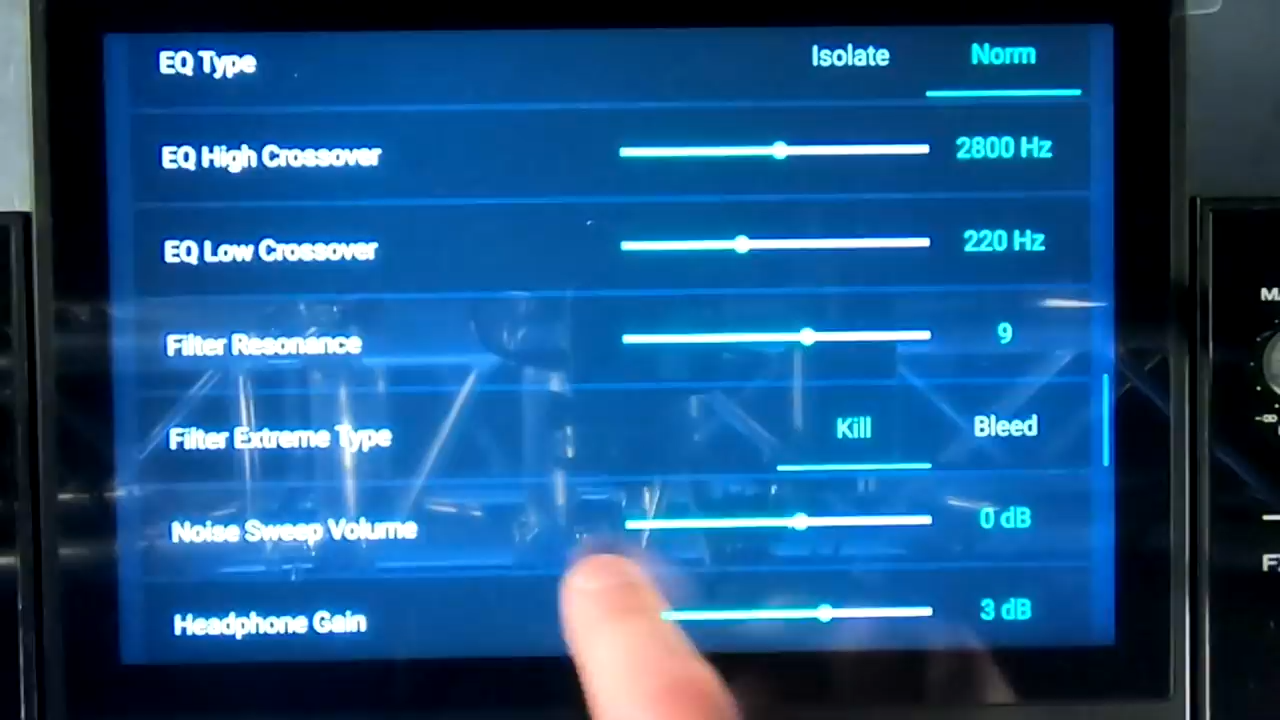 EQ Type Isolate Norm
EQ High Crossover 2800 Hz
EQ Low Crossover 220 Hz
Filter Resonance 9
Filter Extreme Type Kill Bleed
Noise Sweep Volume 0 dB
Headphone Gain 3 dB